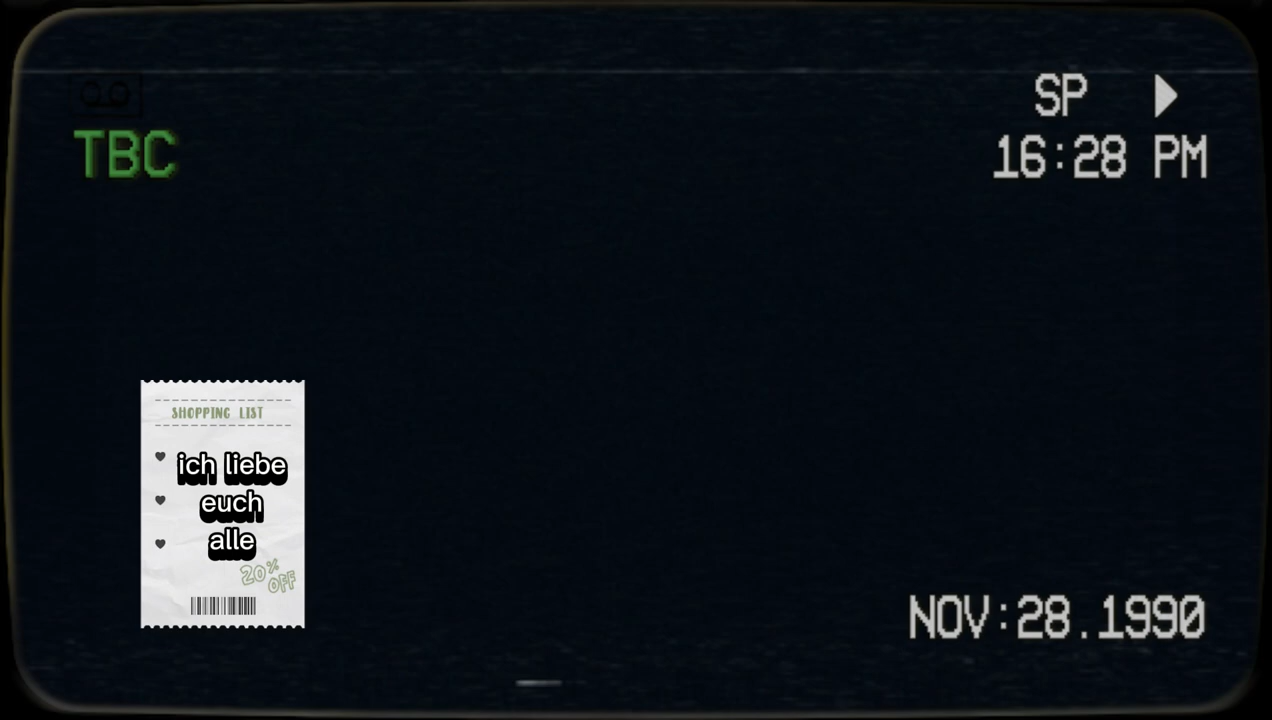 SP
TBC
16:28 PM
SHOPPING LIST
ich liebe
euch
alle
20%
OFF
NOV:28.1990